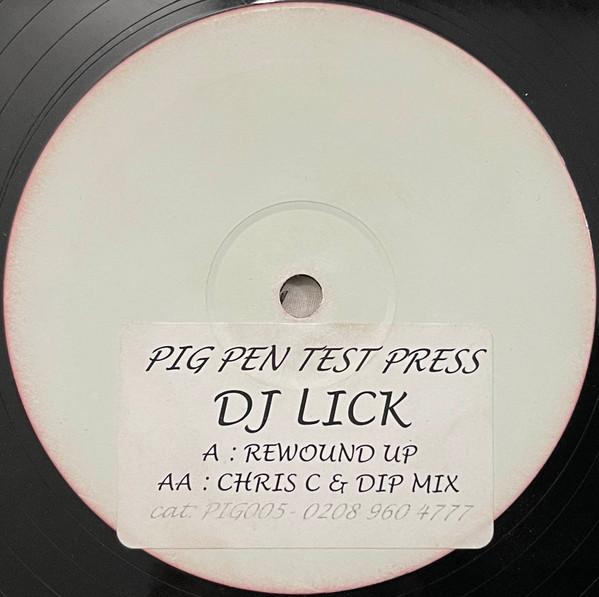 PIG PEN TEST PRESS
DJ LICK
A : REWOUND UP
AA : CHRIS C & DIP MIX
cat: PIG005 - 0208 960 4777